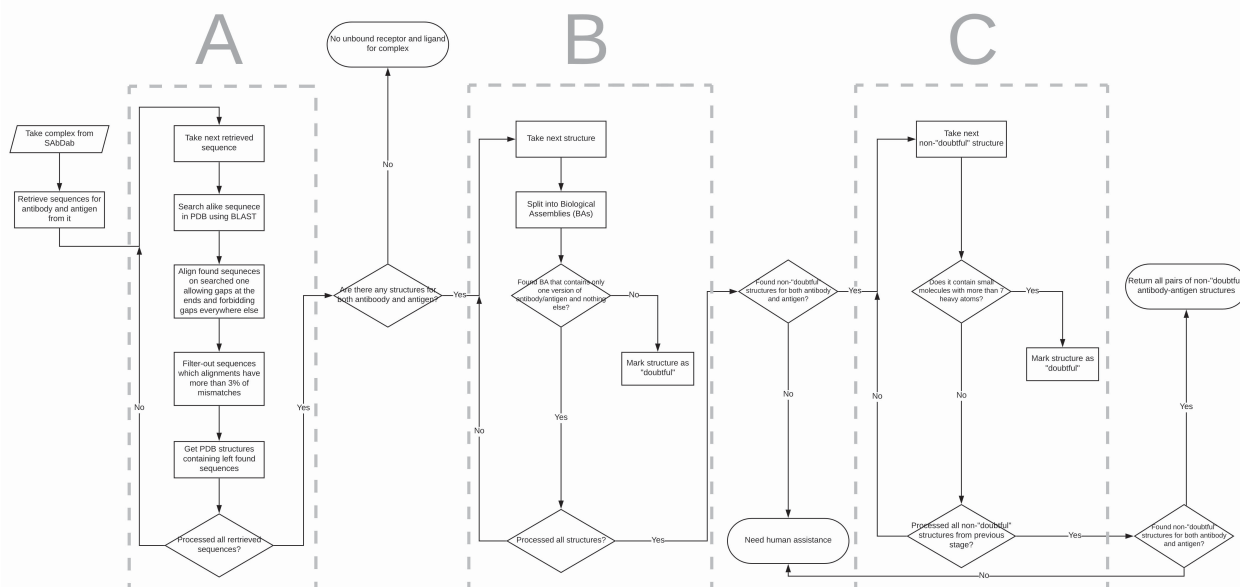 A
B
C
No unbound receptor and ligand
for complex
Take complex from
SAbDab
Retrieve sequences for
antibody and antigen
from it
Take next retrieved
sequence
Search alike sequnece
in PDB using BLAST
Align found sequneces
on searched one
allowing gaps at the
ends and forbidding
gaps everywhere else
Filter-out sequences
which alignments have
more than 3% of
mismatches
Get PDB structures
containing left found
sequences
Processed all retrieved
sequences?
No
Yes
Are there any structures for
both antiboody and antigen?
No
Yes
Take next structure
Split into Biological
Assemblies (BAs)
Found BA that contains only
one version of
antibody/antigen and nothing
else?
No
Mark structure as
"doubtful"
Yes
No
Processed all structures?
Yes
Found non-"doubtful"
structures for both antibody
and antigen?
Yes
No
Need human assistance
Take next
non-"doubtful" structure
Does it contain small
molecules with more than 7
heavy atoms?
Yes
Mark structure as
"doubtful"
No
No
Processed all non-"doubtful"
structures from previous
stage?
Yes
Found non-"doubtful"
structures for both antibody
and antigen?
No
Yes
Return all pairs of non-"doubtfu
antibody-antigen structures